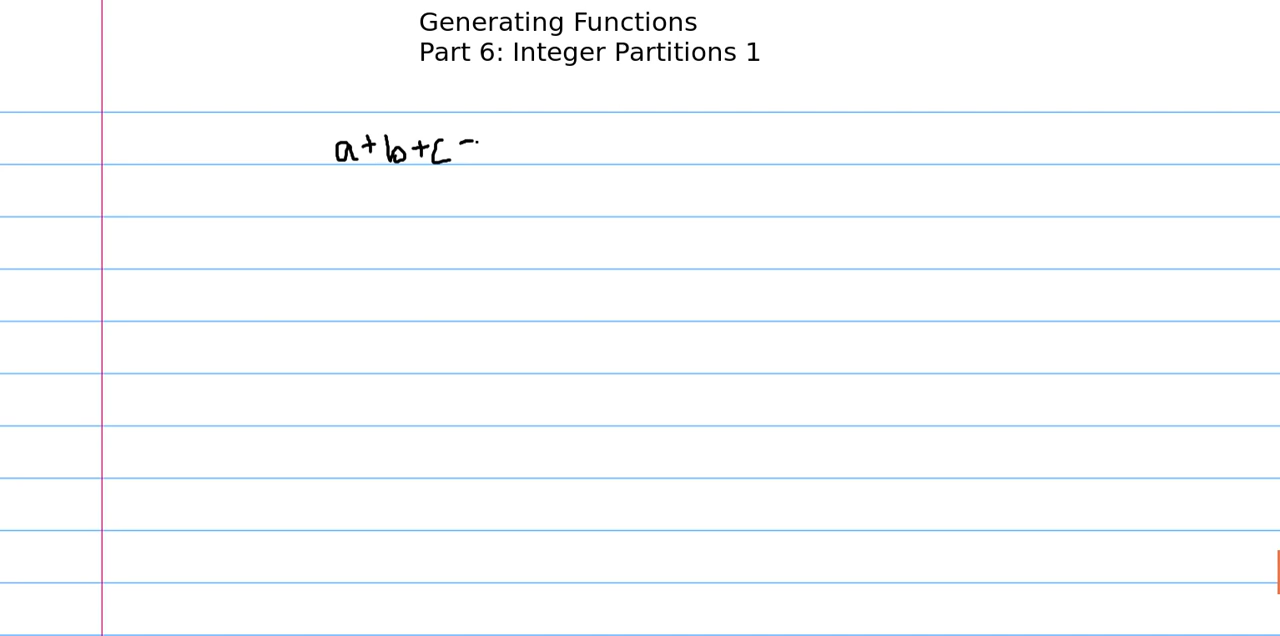 Generating Functions
Part 6: Integer Partitions 1
a+b+c -